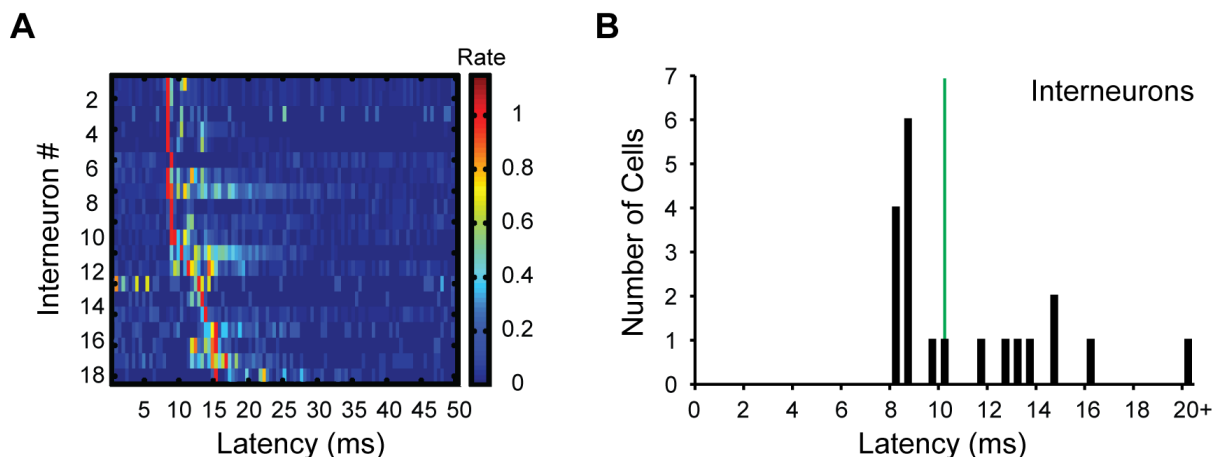 A
Rate
Interneuron #
2
4
6
8
10
12
14
16
18
5 10 15 20 25 30 35 40 45 50
Latency (ms)
1
0.8
0.6
0.4
0.2
0
B
Interneurons
Number of Cells
7
6
5
4
3
2
1
0
0 2 4 6 8 10 12 14 16 18 20+
Latency (ms)